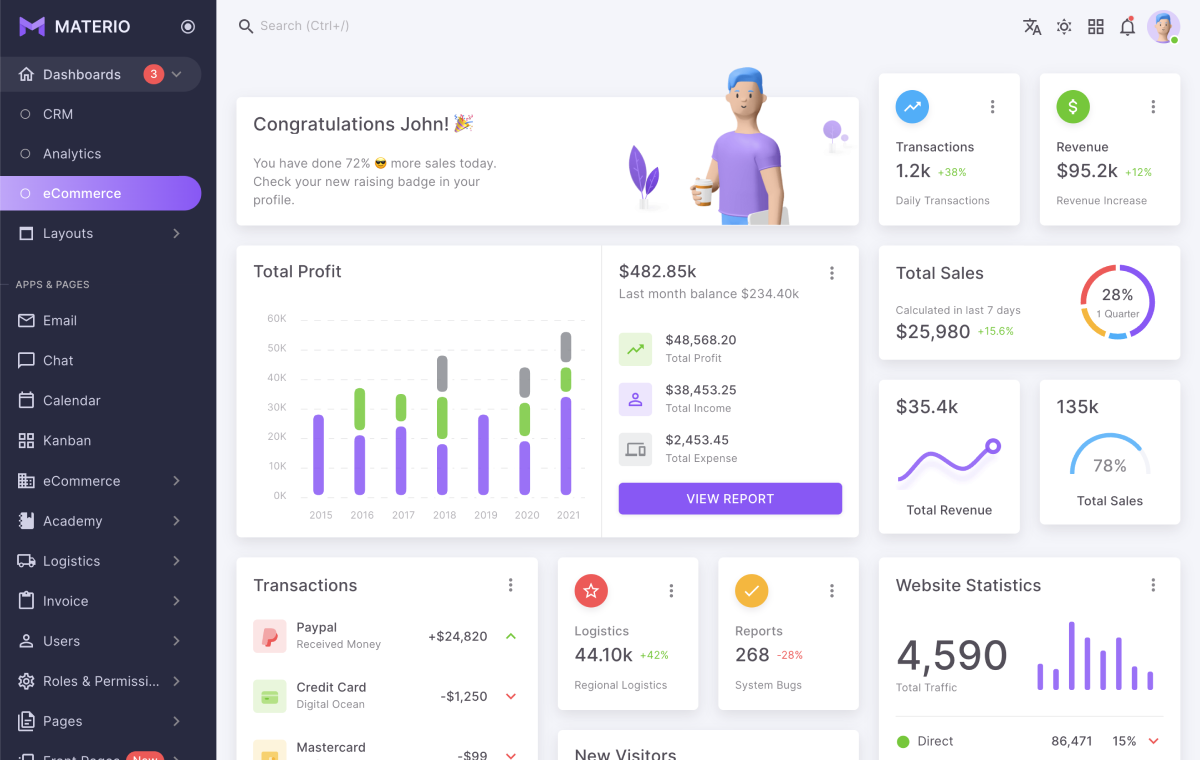 MATERIO
Dashboards
3
CRM
Analytics
eCommerce
Layouts
APPS & PAGES
Email
Chat
Calendar
Kanban
eCommerce
Academy
Logistics
Invoice
Users
Roles & Permissi...
Pages
Front Pages
New
Search (Ctrl+/)
Congratulations John! 🎉
You have done 72% 😎 more sales today.
Check your new raising badge in your
profile.
Transactions
1.2k +38%
Daily Transactions
$
Revenue
$95.2k +12%
Revenue Increase
Total Profit
60K
50K
40K
30K
20K
10K
0K
2015 2016 2017 2018 2019 2020 2021
$482.85k
Last month balance $234.40k
$48,568.20
Total Profit
$38,453.25
Total Income
$2,453.45
Total Expense
VIEW REPORT
Total Sales
Calculated in last 7 days
$25,980 +15.6%
28%
1 Quarter
$35.4k
Total Revenue
135k
78%
Total Sales
Transactions
Paypal
Received Money
+$24,820
Credit Card
Digital Ocean
-$1,250
Mastercard
-$99
Logistics
44.10k +42%
Regional Logistics
Reports
268 -28%
System Bugs
New Visitors
Website Statistics
4,590
Total Traffic
Direct 86,471 15%